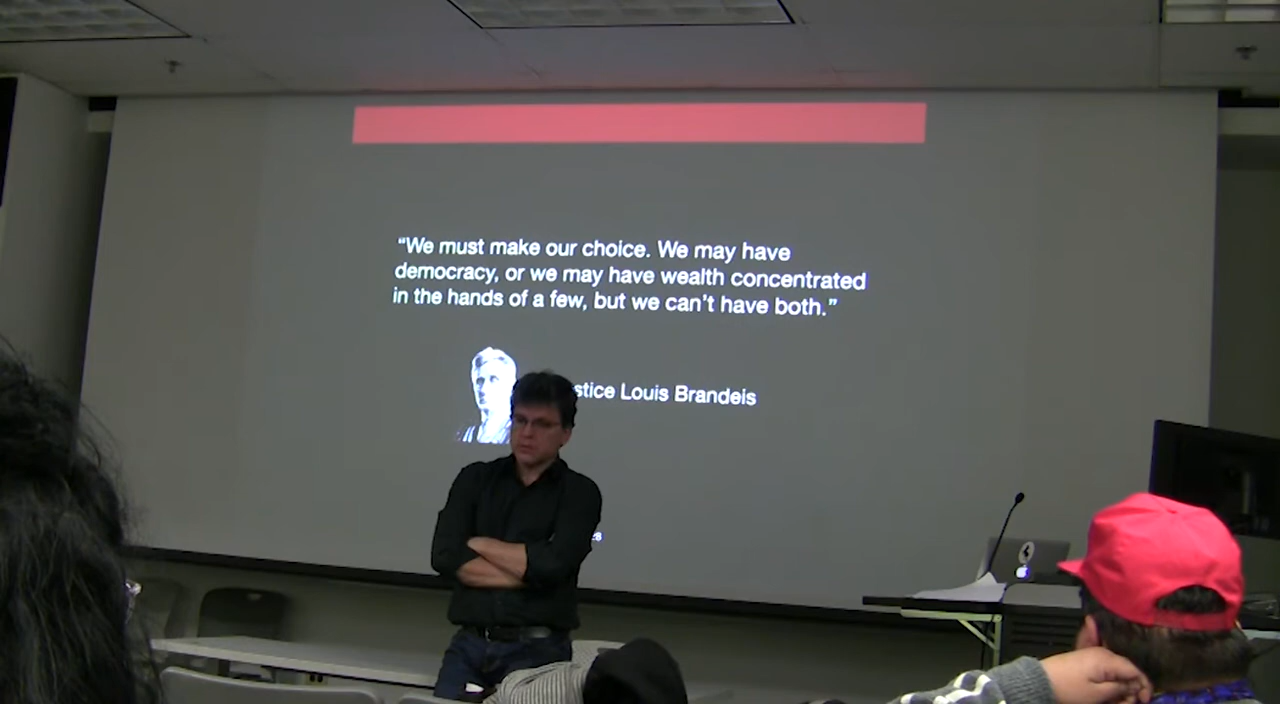 “We must make our choice. We may have
democracy, or we may have wealth concentrated
in the hands of a few, but we can’t have both.”
stice Louis Brandeis
es